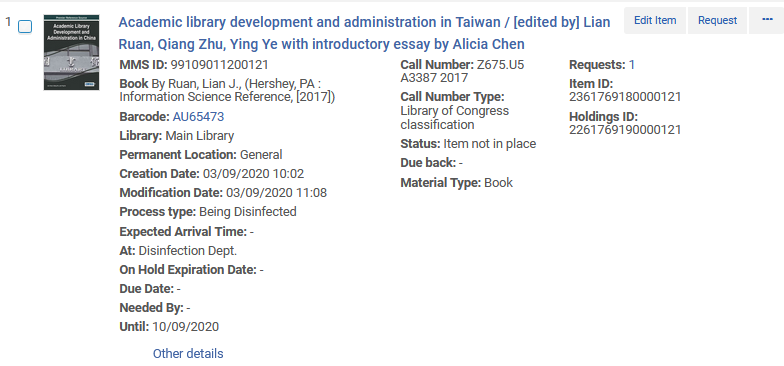 1
Academic library development and administration in Taiwan / [edited by] Lian
Ruan, Qiang Zhu, Ying Ye with introductory essay by Alicia Chen
Edit Item
Request
•••
Academic Library
Development and
Administration in China
MMS ID: 99109011200121
Book By Ruan, Lian J., (Hershey, PA :
Information Science Reference, [2017])
Barcode: AU65473
Library: Main Library
Permanent Location: General
Creation Date: 03/09/2020 10:02
Modification Date: 03/09/2020 11:08
Process type: Being Disinfected
Expected Arrival Time: -
At: Disinfection Dept.
On Hold Expiration Date: -
Due Date: -
Needed By: -
Until: 10/09/2020
Other details
Call Number: Z675.U5
A3387 2017
Call Number Type:
Library of Congress
classification
Status: Item not in place
Due back: -
Material Type: Book
Requests: 1
Item ID:
2361769180000121
Holdings ID:
2261769190000121